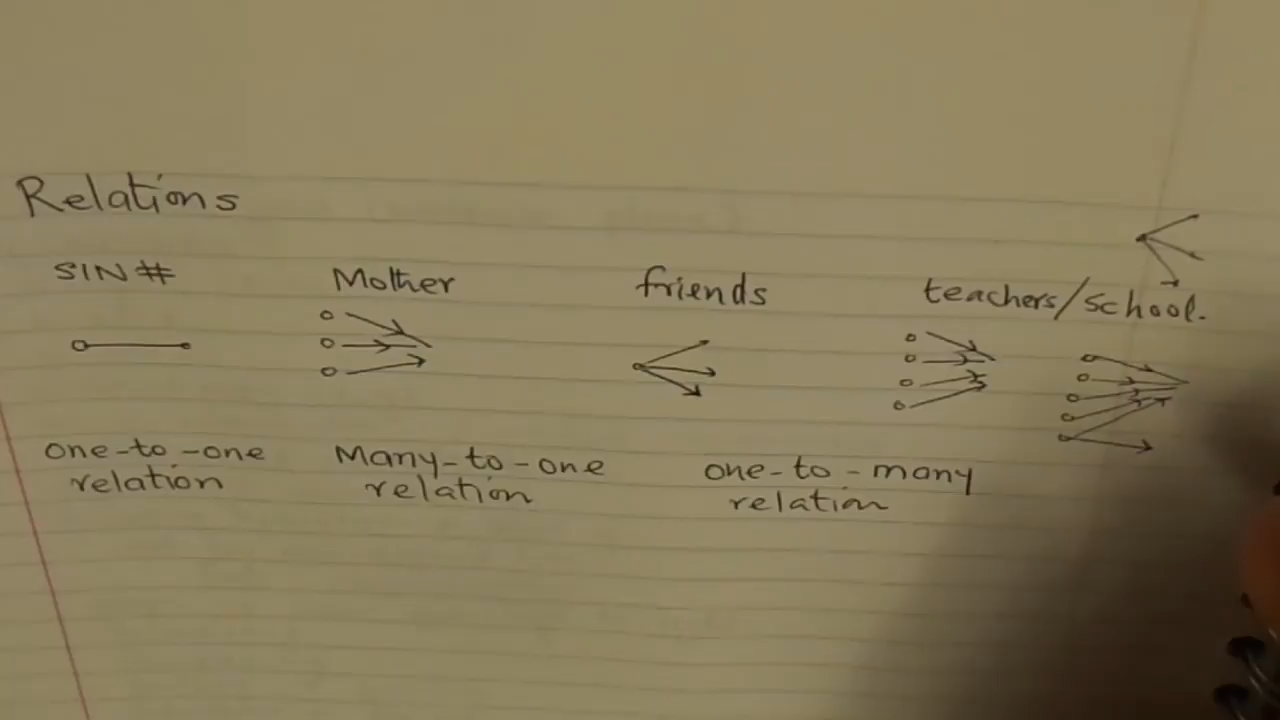 Relations
SIN # Mother friends teachers/school.
one-to-one Many-to-one one-to-many
relation relation relation